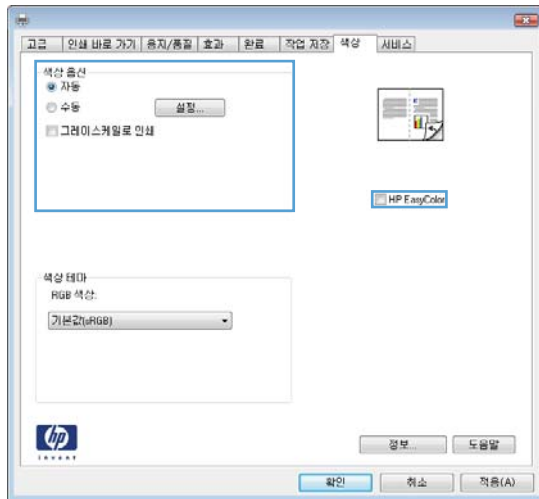 고급 인쇄 바로 가기 용지/품질 효과 완료 작업 저장 색상 서비스
색상 옵션
자동
수동 설정...
그레이스케일로 인쇄
HP EasyColor
색상 테마
RGB 색상:
기본값(sRGB)
hp
invent
정보... 도움말
확인 취소 적용(A)